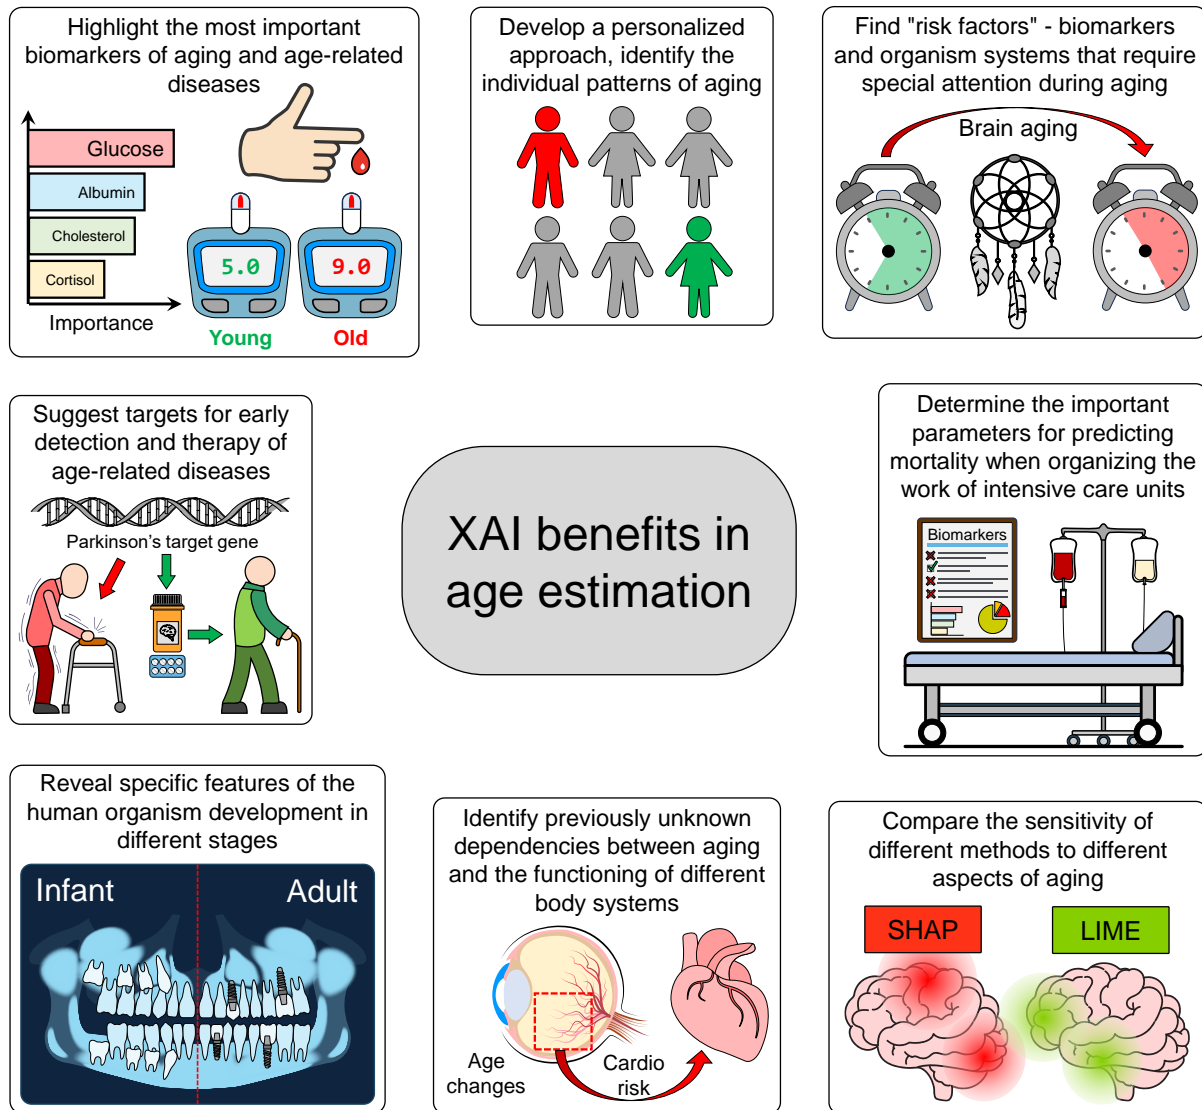 Highlight the most important
biomarkers of aging and age-related
diseases
Glucose
Albumin
Cholesterol
Cortisol
Importance
5.0
9.0
Young
Old
Develop a personalized
approach, identify the
individual patterns of aging
Find "risk factors" - biomarkers
and organism systems that require
special attention during aging
Brain aging
Suggest targets for early
detection and therapy of
age-related diseases
Parkinson's target gene
XAI benefits in
age estimation
Determine the important
parameters for predicting
mortality when organizing the
work of intensive care units
Biomarkers
Reveal specific features of the
human organism development in
different stages
Infant
Adult
Identify previously unknown
dependencies between aging
and the functioning of different
body systems
Age
changes
Cardio
risk
Compare the sensitivity of
different methods to different
aspects of aging
SHAP
LIME